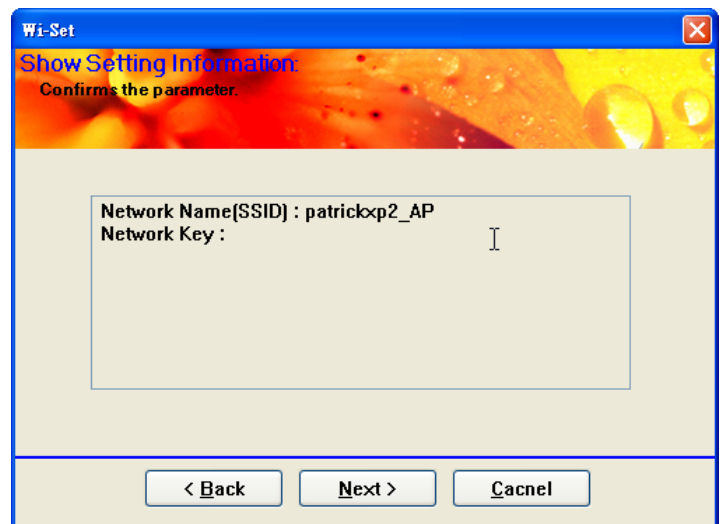 Wi-Set
Show Setting Information:
Confirms the parameter.
Network Name(SSID) : patrickxp2_AP
Network Key :
< Back
Next >
Cacnel